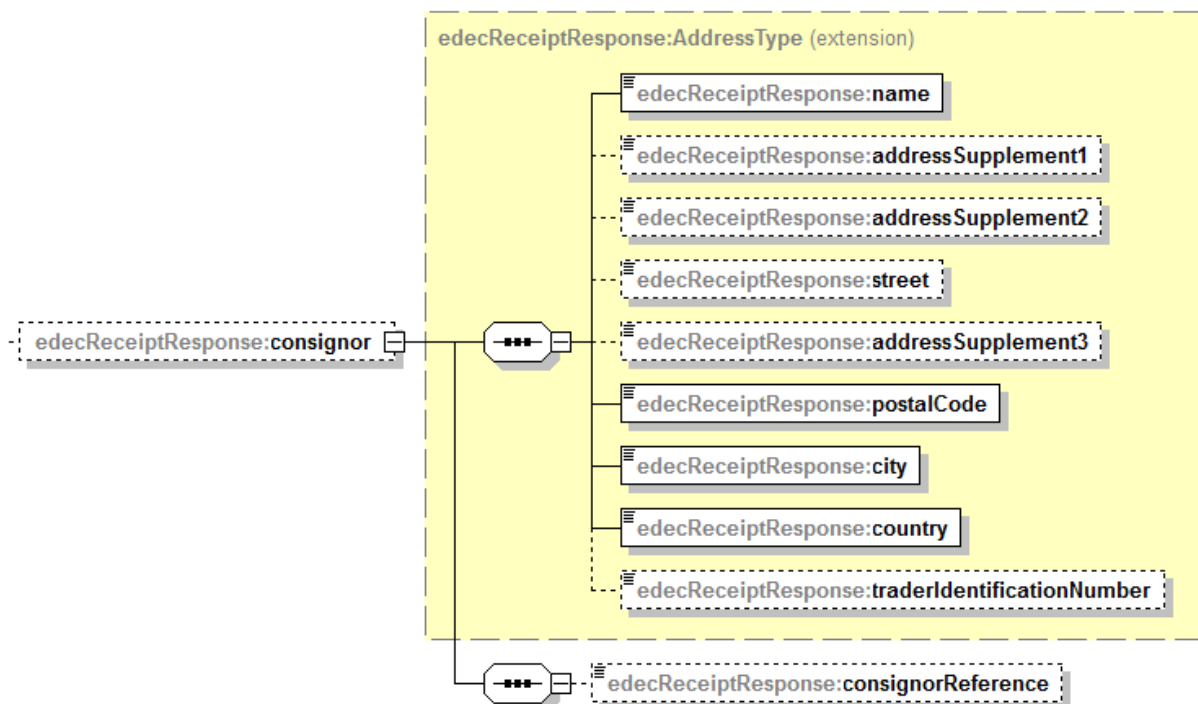 edecReceiptResponse:AddressType (extension)
edecReceiptResponse:name
edecReceiptResponse:addressSupplement1
edecReceiptResponse:addressSupplement2
edecReceiptResponse:street
edecReceiptResponse:consignor
edecReceiptResponse:addressSupplement3
edecReceiptResponse:postalCode
edecReceiptResponse:city
edecReceiptResponse:country
edecReceiptResponse:traderIdentificationNumber
edecReceiptResponse:consignorReference